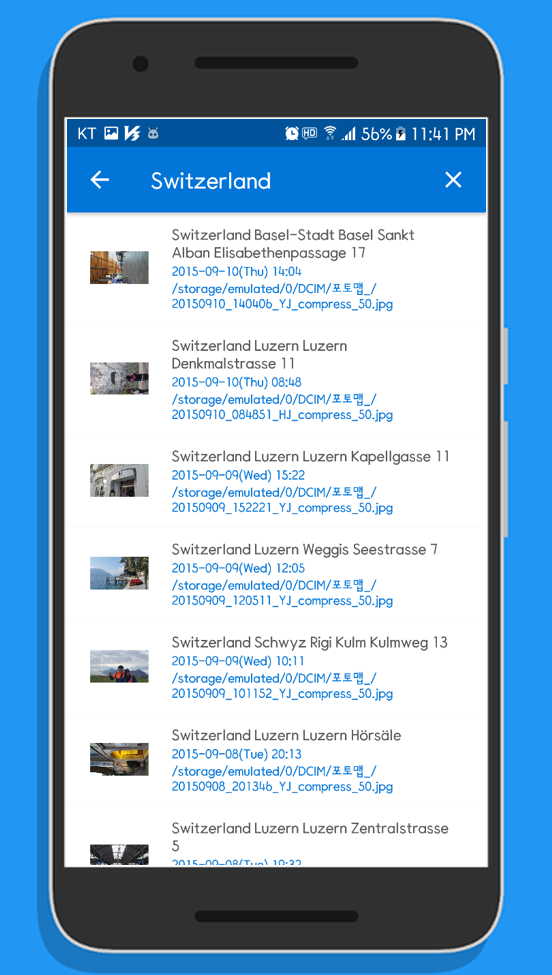 KT HD 56% 11:41 PM
Switzerland
Switzerland Basel-Stadt Basel Sankt
Alban Elisabethenpassage 17
2015-09-10(Thu) 14:04
/storage/emulated/0/DCIM/포토맵_/
20150910_140406_YJ_compress_50.jpg
Switzerland Luzern Luzern
Denkmalstrasse 11
2015-09-10(Thu) 08:48
/storage/emulated/0/DCIM/포토맵_/
20150910_084851_HJ_compress_50.jpg
Switzerland Luzern Luzern Kapellgasse 11
2015-09-09(Wed) 15:22
/storage/emulated/0/DCIM/포토맵_/
20150909_152221_YJ_compress_50.jpg
Switzerland Luzern Weggis Seestrasse 7
2015-09-09(Wed) 12:05
/storage/emulated/0/DCIM/포토맵_/
20150909_120511_YJ_compress_50.jpg
Switzerland Schwyz Rigi Kulm Kulmweg 13
2015-09-09(Wed) 10:11
/storage/emulated/0/DCIM/포토맵_/
20150909_101152_YJ_compress_50.jpg
Switzerland Luzern Luzern Hörsäle
2015-09-08(Tue) 20:13
/storage/emulated/0/DCIM/포토맵_/
20150908_201346_YJ_compress_50.jpg
Switzerland Luzern Luzern Zentralstrasse
5
2015-09-08(Tue) 19:32